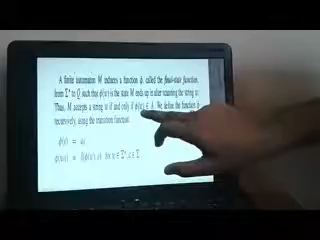 A finite automaton M induces a function ϕ, called the final-state function,
from Σ* to Q such that ϕ(w) is the state M ends up in after scanning the string w.
Thus, M accepts a string w if and only if ϕ(w) ∈ A. We define the function ϕ
recursively, using the transition function
ϕ(ε) = q₀
ϕ(wa) = δ(ϕ(w), a) for w ∈ Σ*, a ∈ Σ